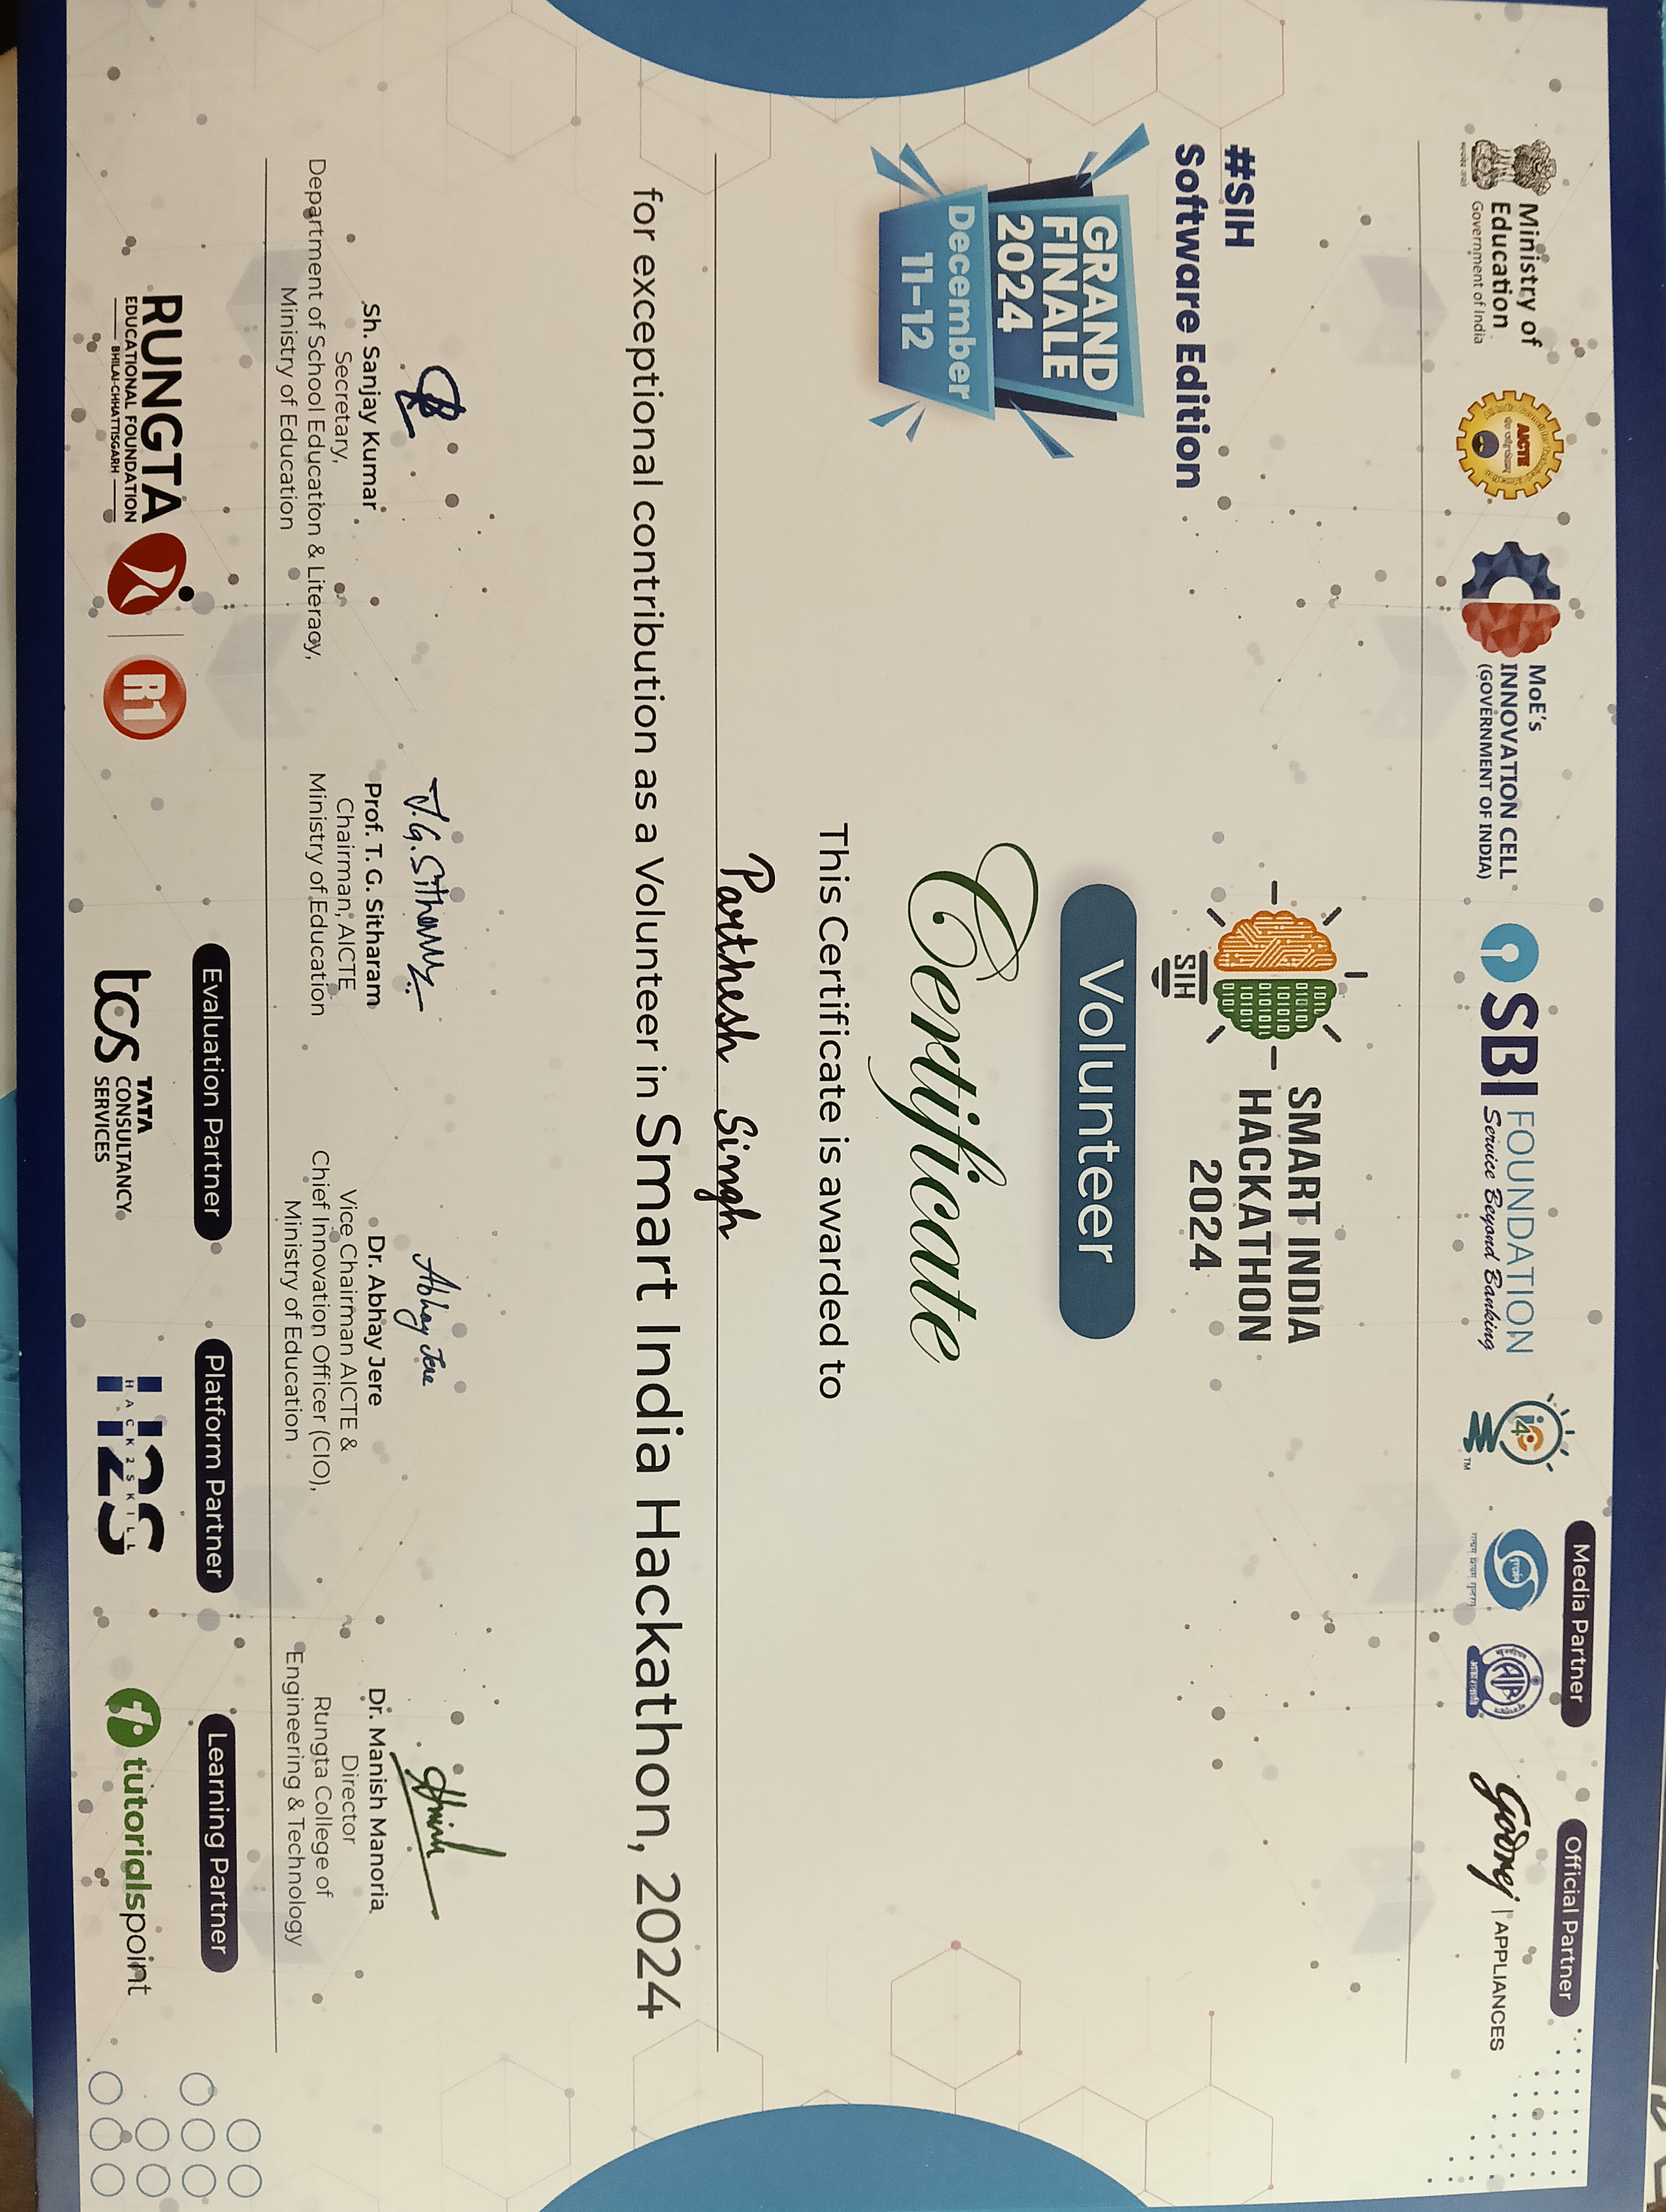 Media Partner
Official Partner
Ministry of
Education
Government of India
AICTE
MoE's
INNOVATION CELL
(GOVERNMENT OF INDIA)
SBI FOUNDATION
Service Beyond Banking
i4C
TM
AIR
Godrej | APPLIANCES
#SIH
Software Edition
SIH
SMART INDIA
HACKATHON
2024
Volunteer
GRAND
FINALE
2024
December
11-12
Certificate
This Certificate is awarded to
Parthesh Singh
for exceptional contribution as a Volunteer in Smart India Hackathon, 2024
T.G. Sitharam
Abhay Jere
Sh. Sanjay Kumar
Secretary,
Department of School Education & Literacy,
Ministry of Education
Prof. T. G. Sitharam
Chairman, AICTE
Ministry of Education
Dr. Abhay Jere
Vice Chairman AICTE &
Chief Innovation Officer (CIO),
Ministry of Education
Dr. Manish Manoria
Director
Rungta College of
Engineering & Technology
RUNGTA
EDUCATIONAL FOUNDATION
BHILAI-CHHATTISGARH
R1
Evaluation Partner
tcs TATA
CONSULTANCY
SERVICES
Platform Partner
H2S
HACK2SKILL
Learning Partner
tp tutorialspoint